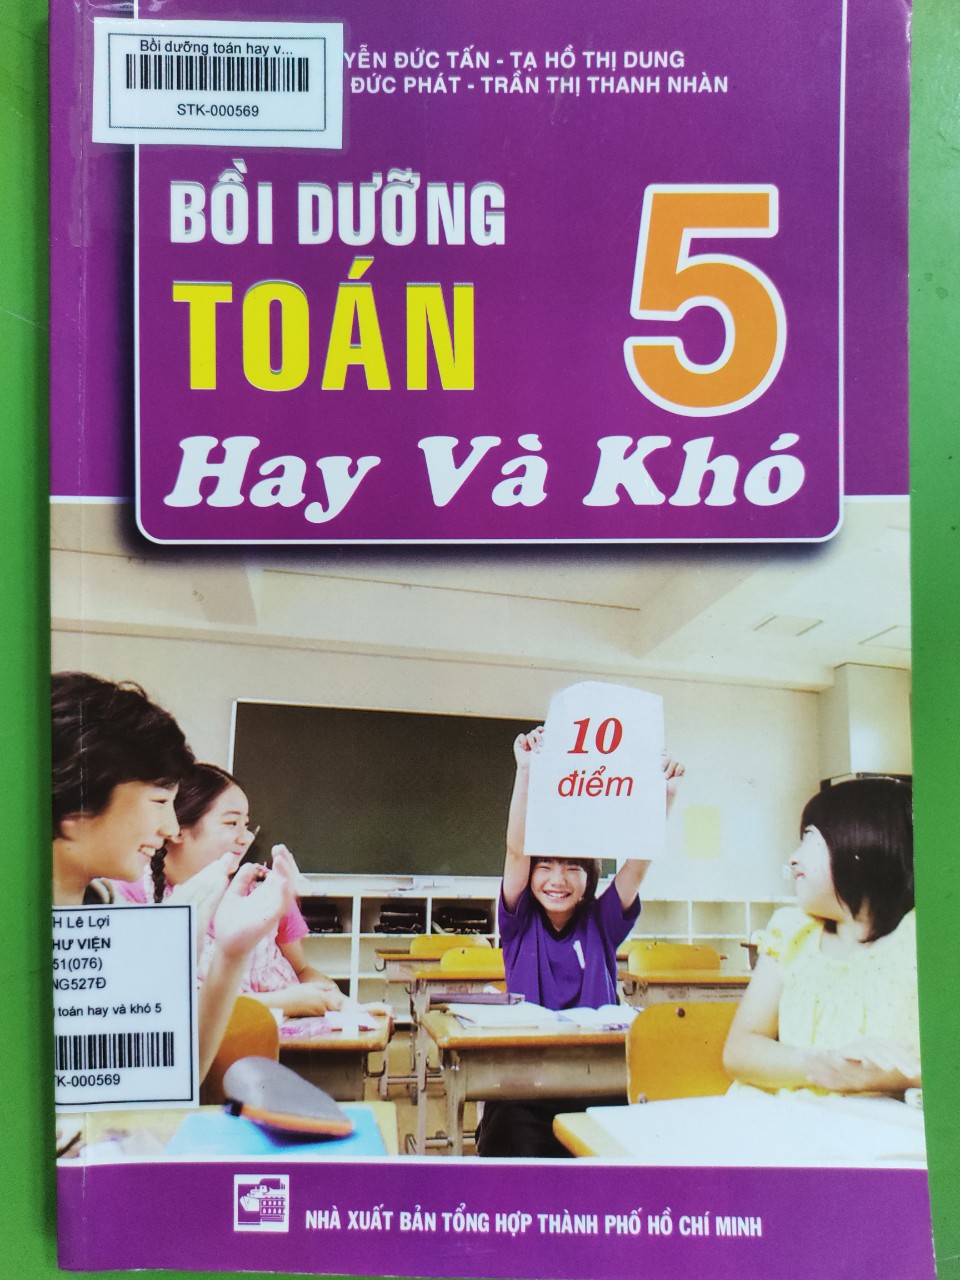 Bồi dưỡng toán hay v...
STK-000569
ĐỨC TẤN - TẠ HỒ THỊ DUNG
ĐỨC PHÁT - TRẦN THỊ THANH NHÀN
BỒI DƯỠNG
TOÁN 5
Hay Và Khó
10
điểm
H Lê Lợi
HƯ VIỆN
51(076)
NG527Đ
toán hay và khó 5
TK-000569
NHÀ XUẤT BẢN TỔNG HỢP THÀNH PHỐ HỒ CHÍ MINH